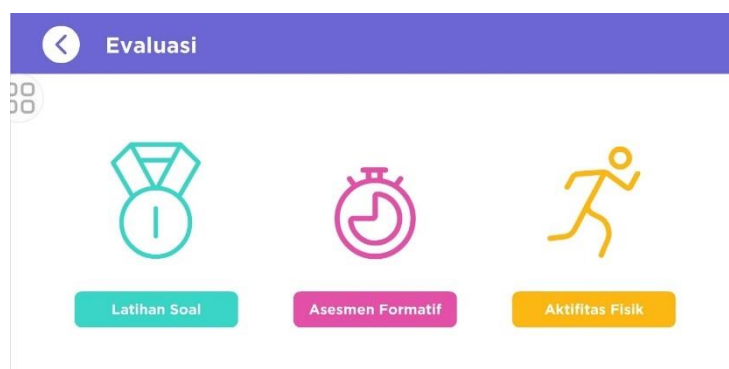 Evaluasi
Latihan Soal
Asesmen Formatif
Aktifitas Fisik